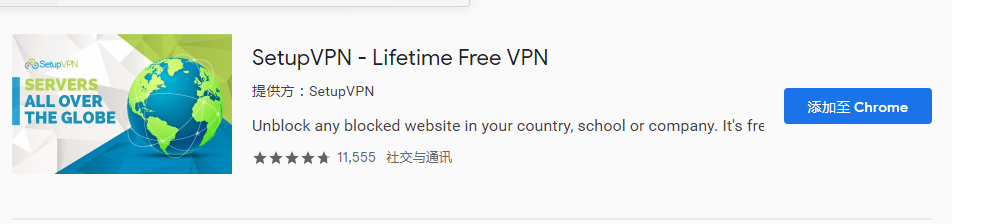 SetupVPN
SERVERS
ALL OVER
THE GLOBE
SetupVPN - Lifetime Free VPN
提供方：SetupVPN
Unblock any blocked website in your country, school or company. It's fre
11,555 社交与通讯
添加至 Chrome